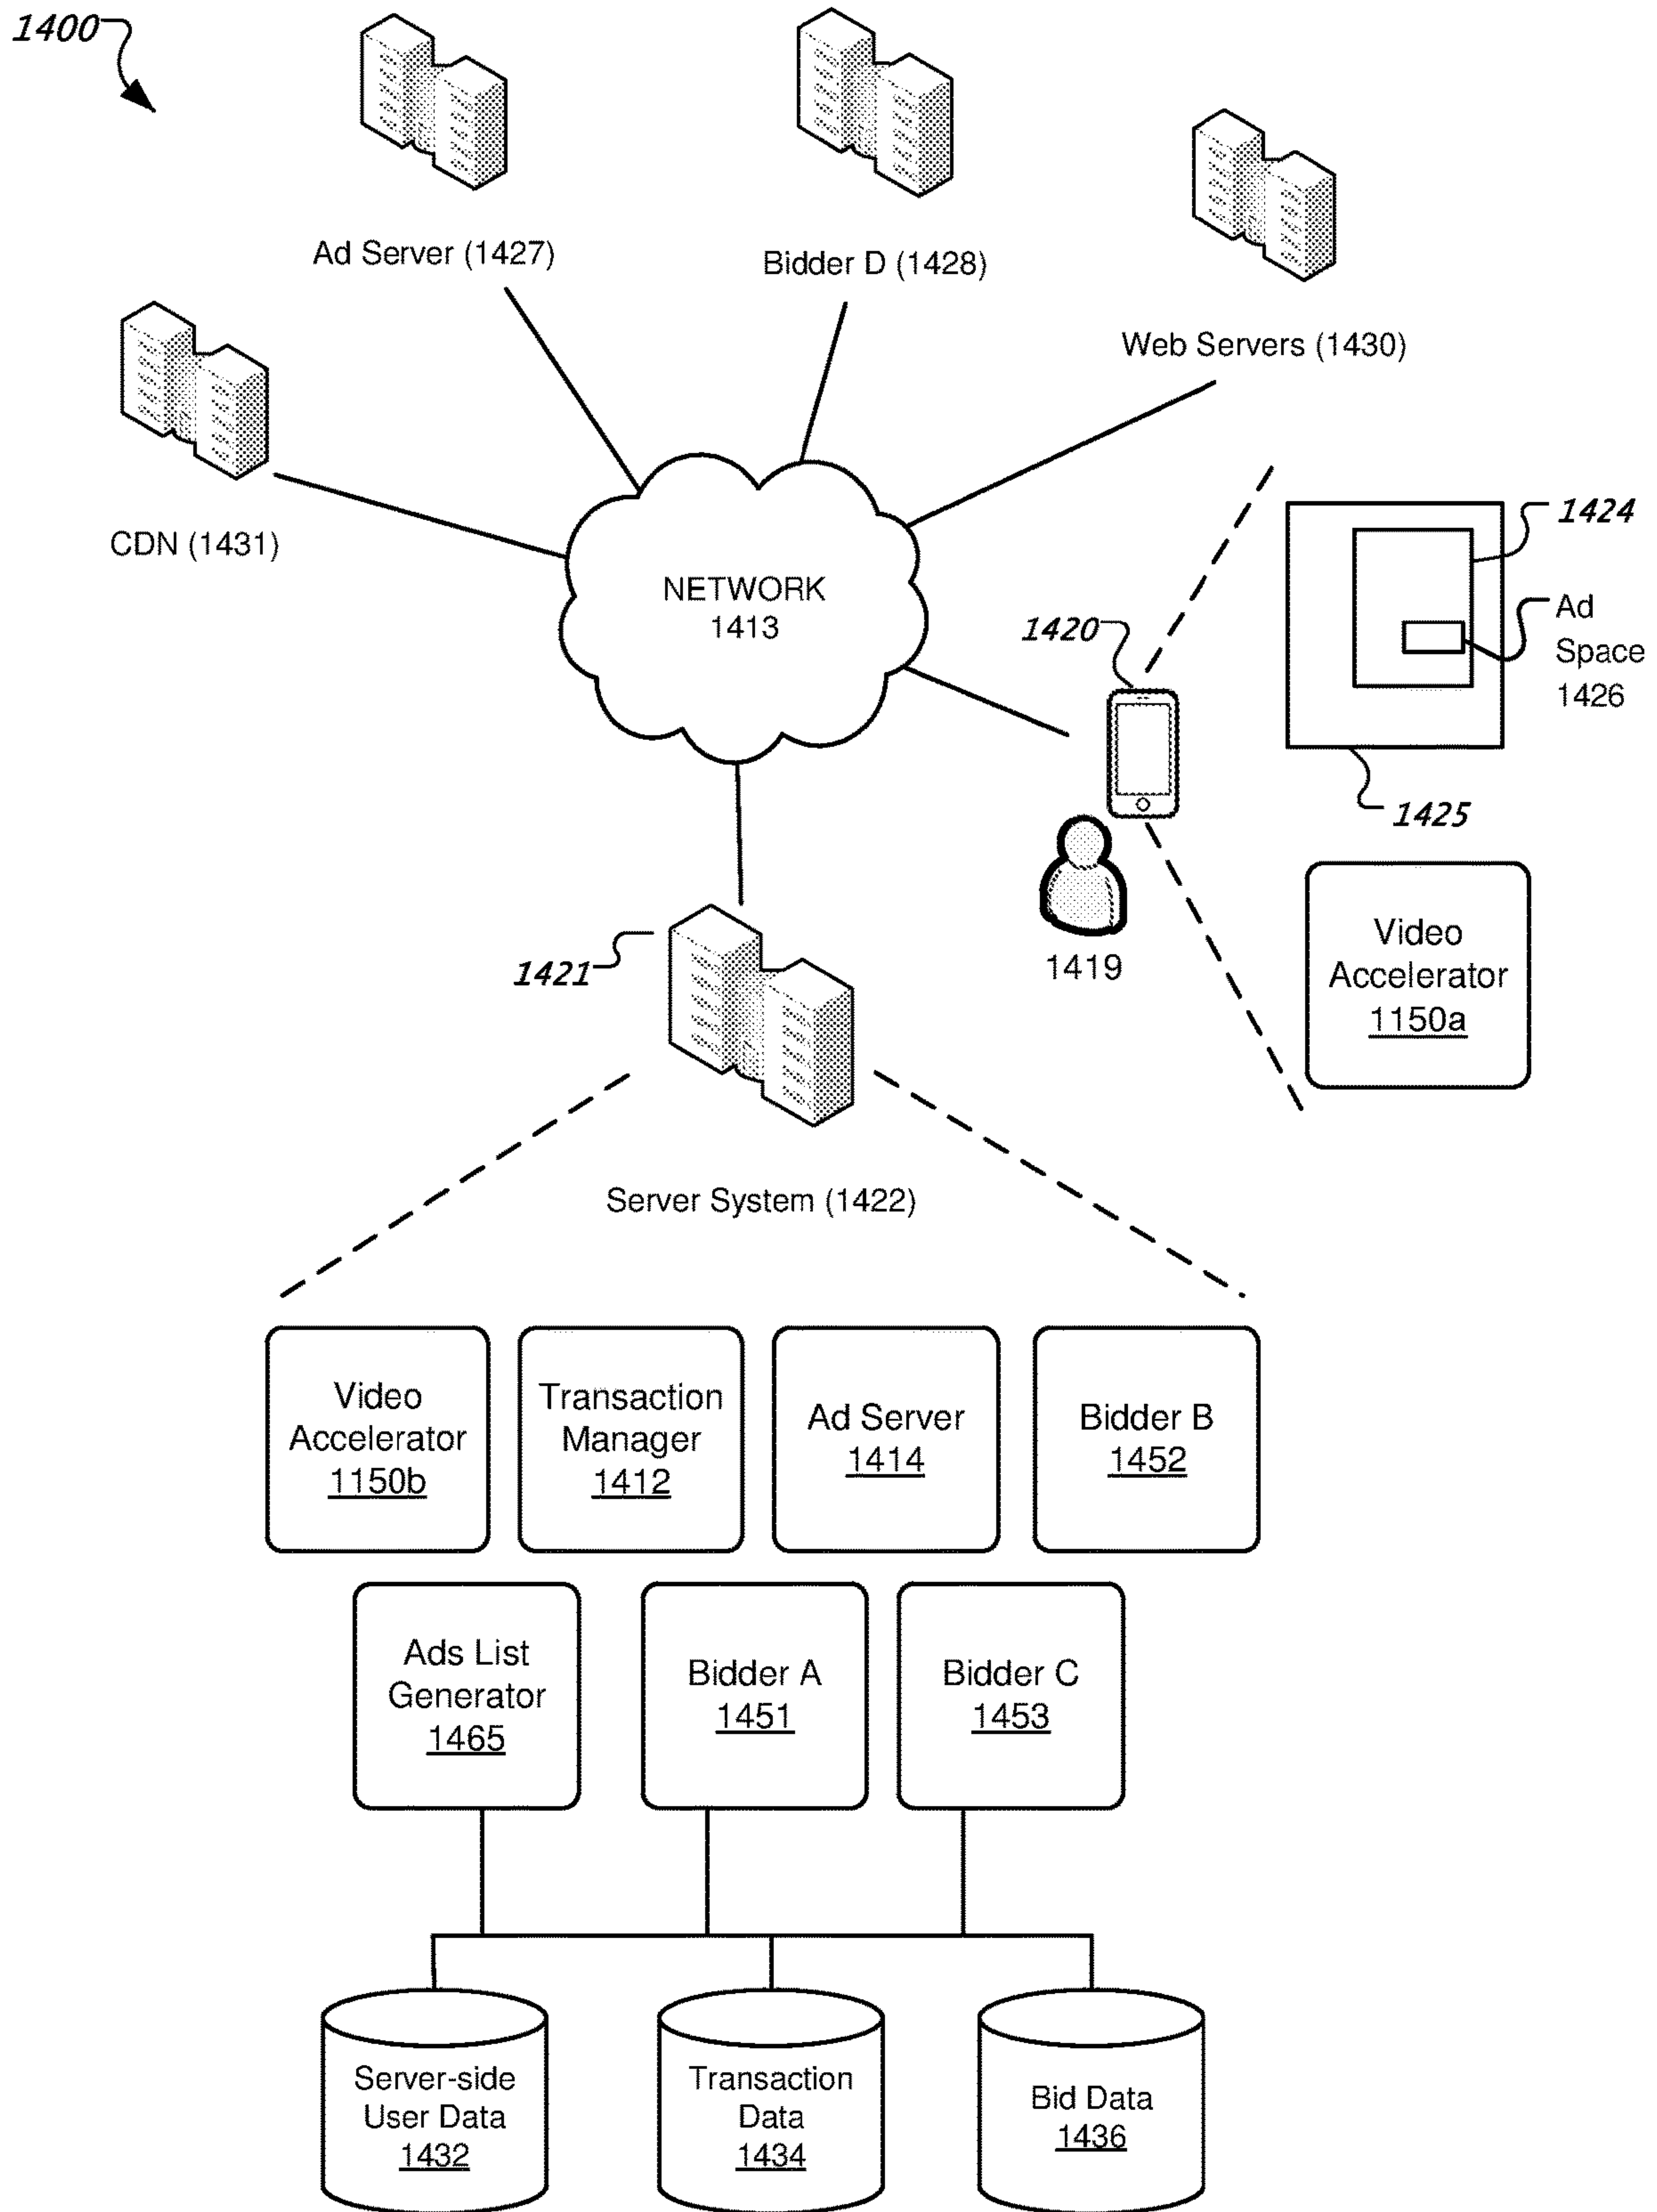 1400
Ad Server (1427)
Bidder D (1428)
Web Servers (1430)
CDN (1431)
NETWORK
1413
1424
Ad
Space
1426
1420
1425
1419
Video
Accelerator
1150a
1421
Server System (1422)
Video
Accelerator
1150b
Transaction
Manager
1412
Ad Server
1414
Bidder B
1452
Ads List
Generator
1465
Bidder A
1451
Bidder C
1453
Server-side
User Data
1432
Transaction
Data
1434
Bid Data
1436